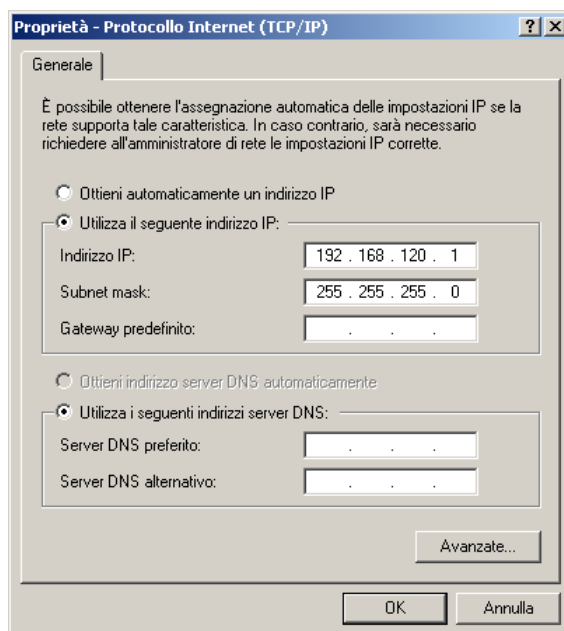 Proprietà - Protocollo Internet (TCP/IP)
Generale
È possibile ottenere l'assegnazione automatica delle impostazioni IP se la
rete supporta tale caratteristica. In caso contrario, sarà necessario
richiedere all'amministratore di rete le impostazioni IP corrette.
Ottieni automaticamente un indirizzo IP
Utilizza il seguente indirizzo IP:
Indirizzo IP: 192 . 168 . 120 . 1
Subnet mask: 255 . 255 . 255 . 0
Gateway predefinito: . . .
Ottieni indirizzo server DNS automaticamente
Utilizza i seguenti indirizzi server DNS:
Server DNS preferito: . . .
Server DNS alternativo: . . .
Avanzate...
OK Annulla